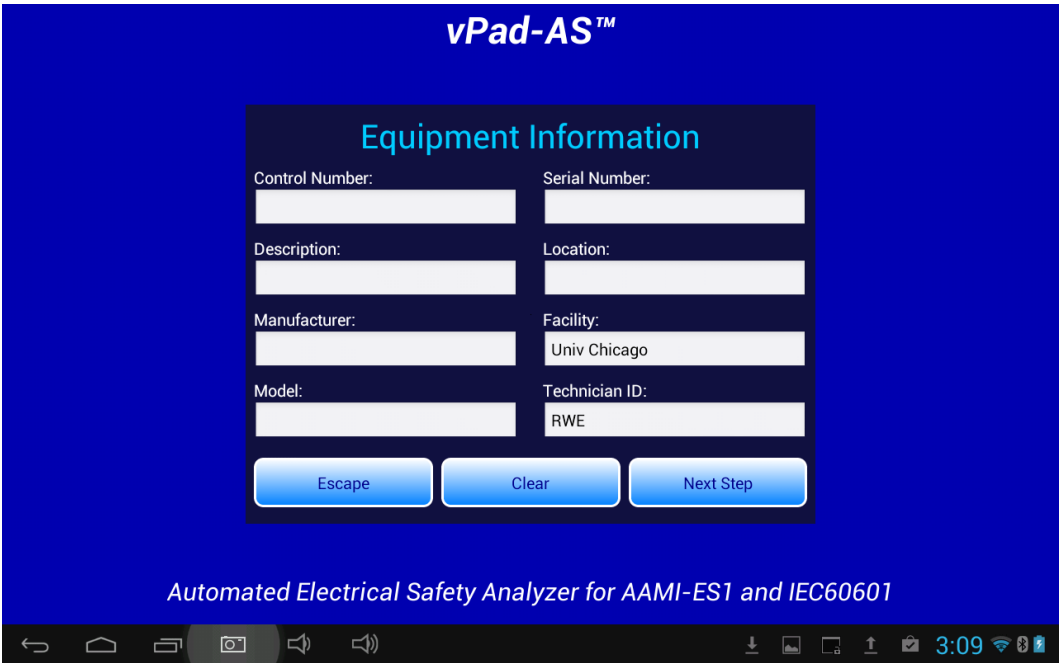 vPad-AS™
Equipment Information
Control Number: Serial Number:
Description: Location:
Manufacturer: Facility:
Univ Chicago
Model: Technician ID:
RWE
Escape Clear Next Step
Automated Electrical Safety Analyzer for AAMI-ES1 and IEC60601
3:09